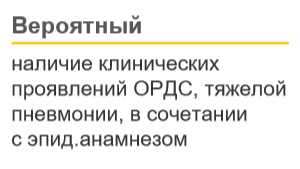 Вероятный
наличие клинических
проявлений ОРДС, тяжелой
пневмонии, в сочетании
с эпид.анамнезом